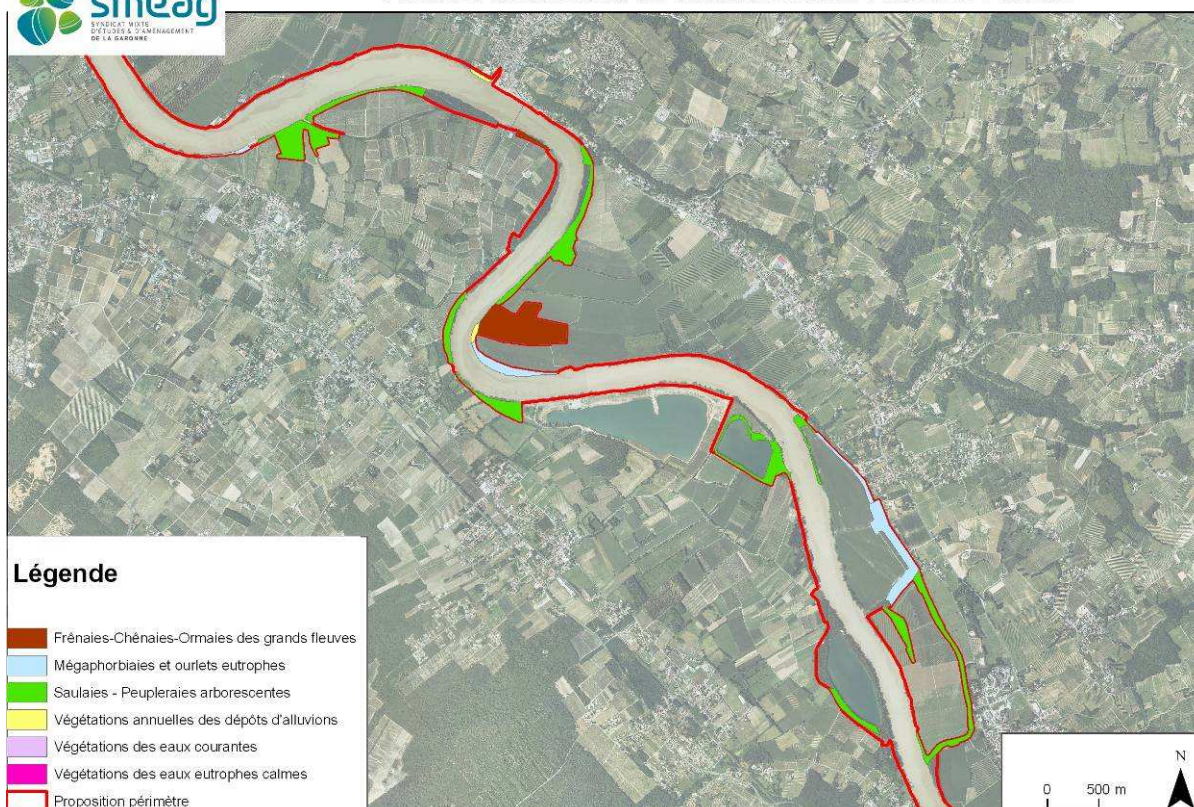 smeag
SYNDICAT MIXTE
D'ÉTUDES & D'AMÉNAGEMENT
DE LA GARONNE
Légende
Frênaies-Chênaies-Ormaies des grands fleuves
Mégaphorbiaies et ourlets eutrophes
Saulaies - Peupleraies arborescentes
Végétations annuelles des dépôts d'alluvions
Végétations des eaux courantes
Végétations des eaux eutrophes calmes
Proposition périmètre
N
0 500 m